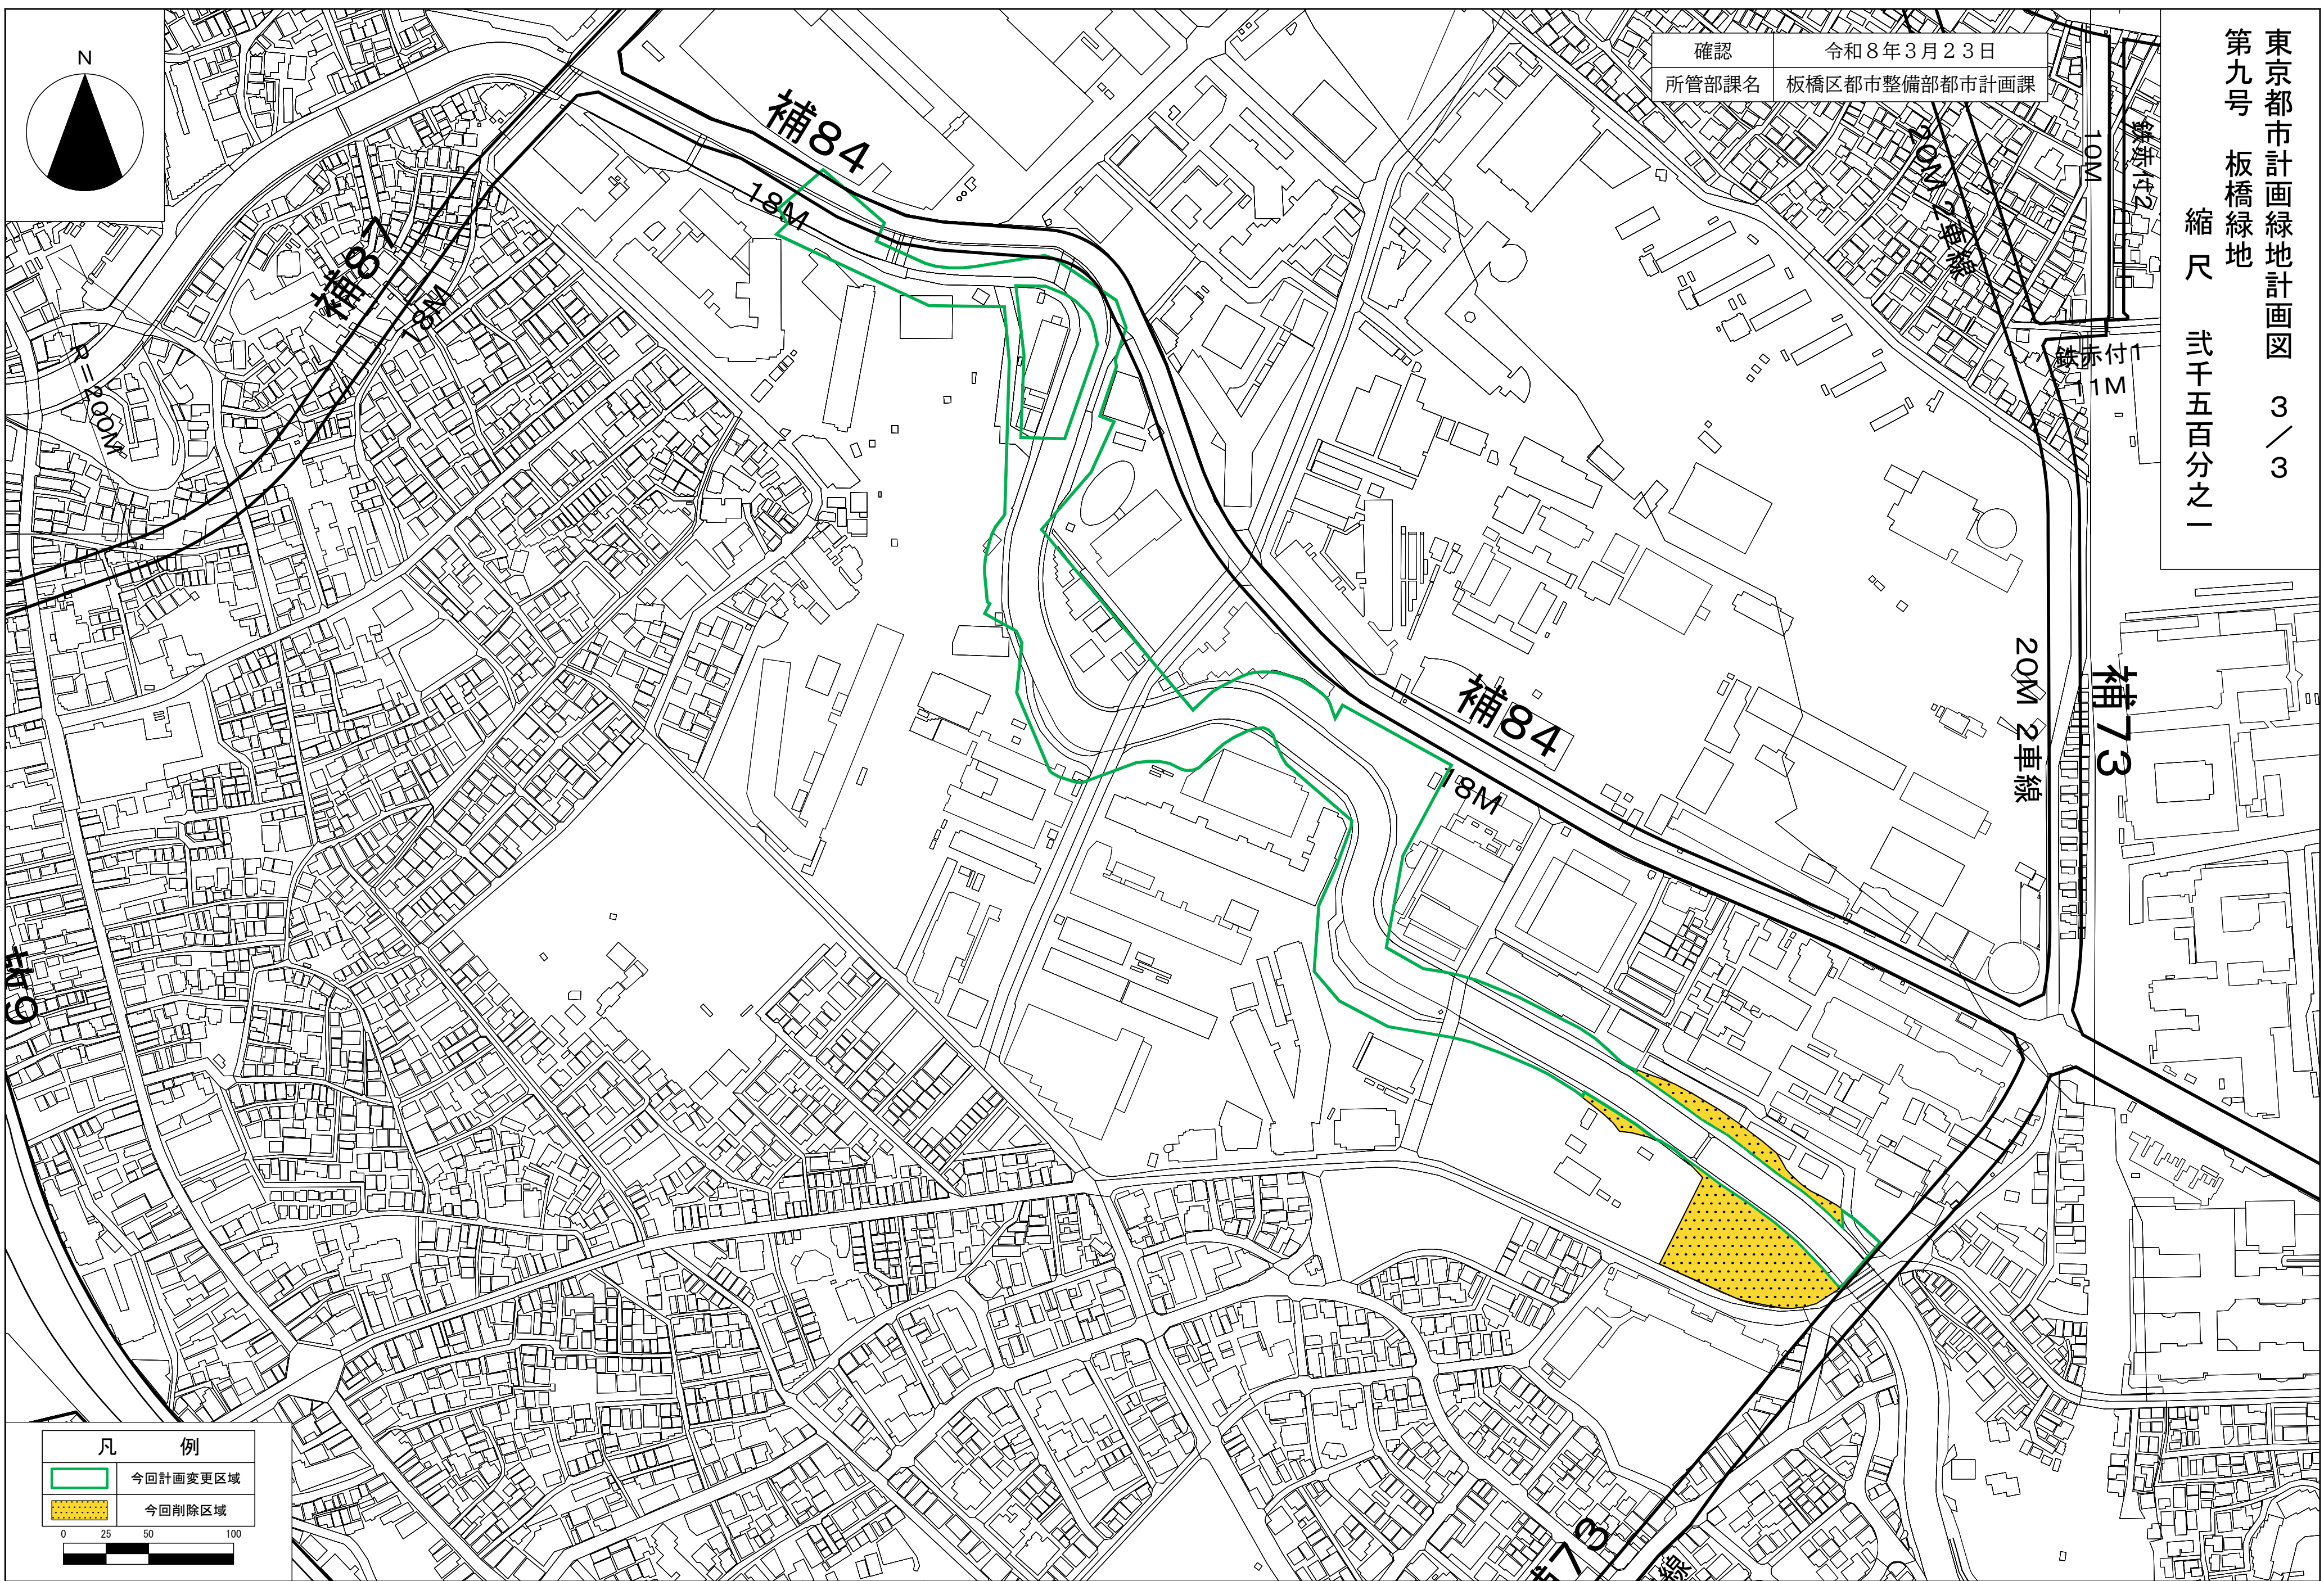 東京都市計画緑地計画図 3／3
第九号 板橋緑地
縮尺 弐千五百分之一
確認 令和8年3月23日
所管部課名 板橋区都市整備部都市計画課
N
補84
18M
補87
18M
R=200M
20M 2車線
10M
鉄赤付2
鉄赤付1
11M
補84
18M
20M 2車線
補73
補73
線
凡例
今回計画変更区域
今回削除区域
0 25 50 100